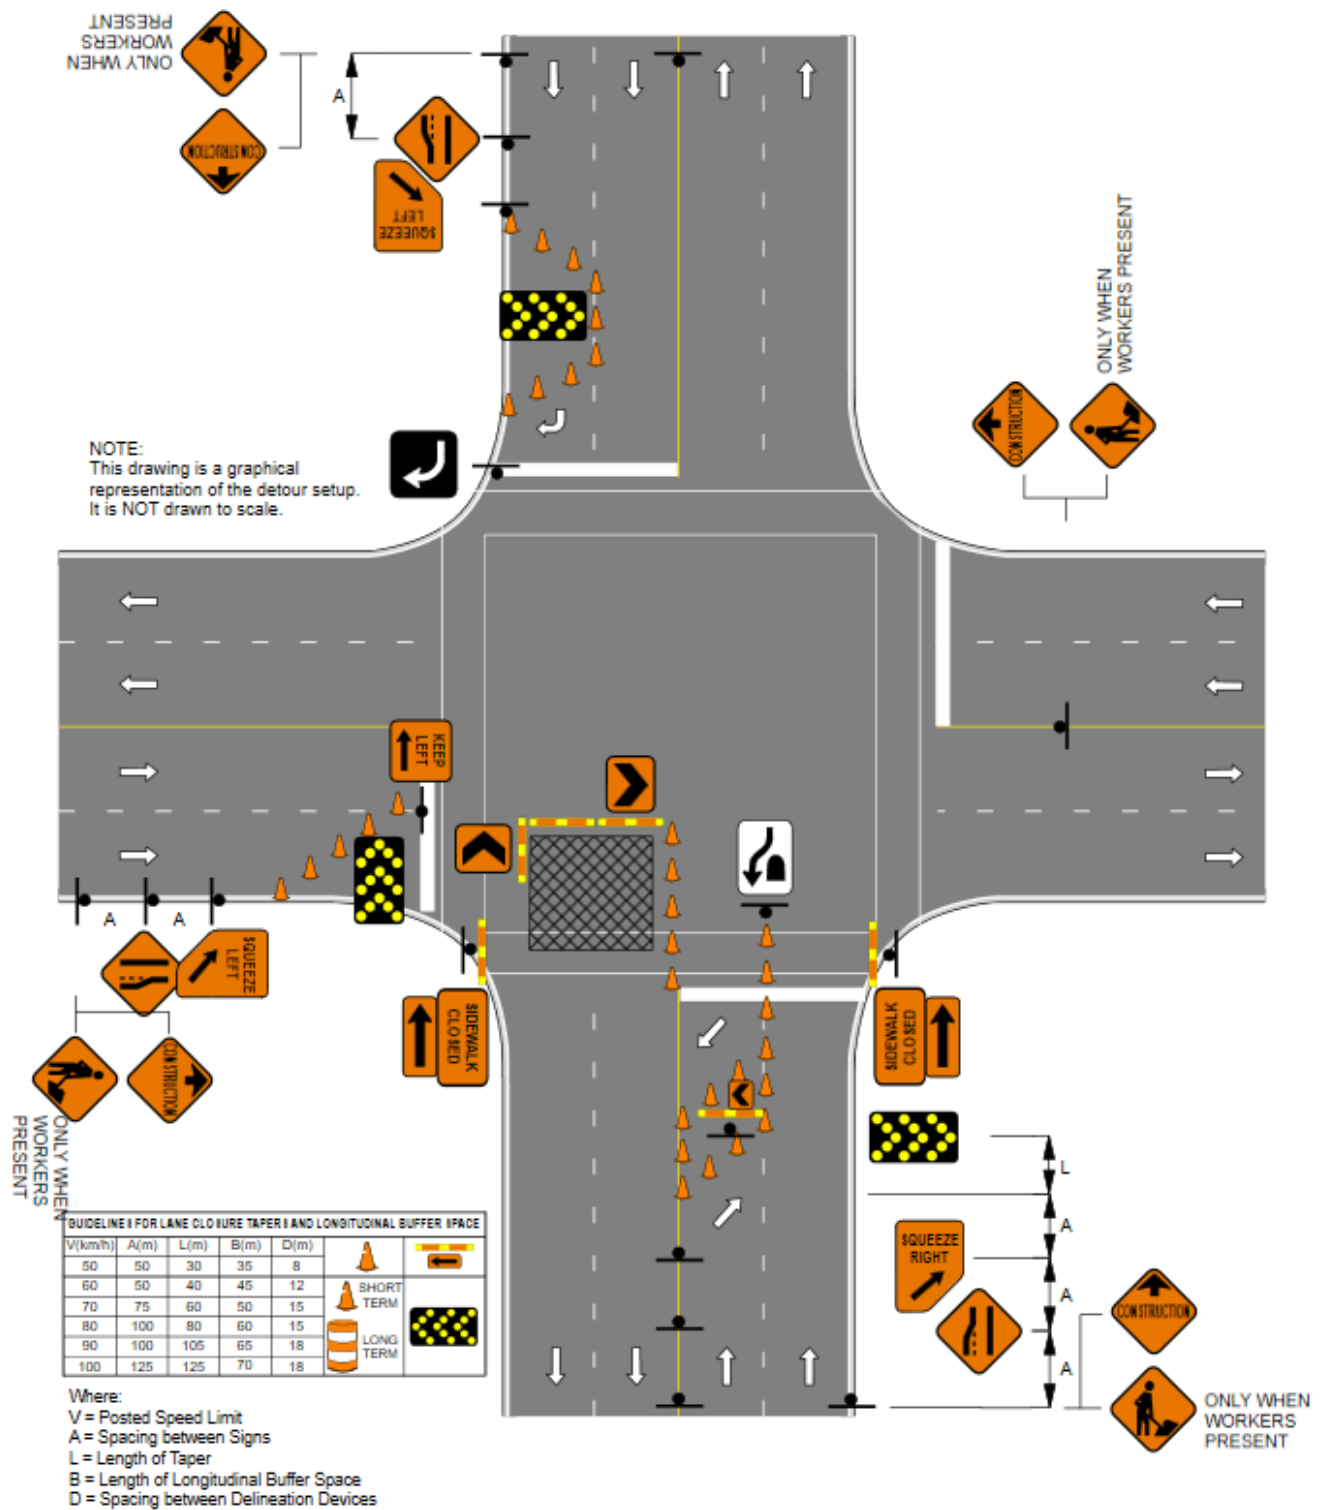 ONLY WHEN
WORKERS
PRESENT
CONSTRUCTION
A
SQUEEZE
LEFT
ONLY WHEN
WORKERS PRESENT
CONSTRUCTION
NOTE:
This drawing is a graphical
representation of the detour setup.
It is NOT drawn to scale.
KEEP
LEFT
A
A
SQUEEZE
LEFT
SIDEWALK
CLOSED
SIDEWALK
CLOSED
CONSTRUCTION
ONLY WHEN
WORKERS
PRESENT
L
A
SQUEEZE
RIGHT
A
CONSTRUCTION
A
ONLY WHEN
WORKERS
PRESENT
GUIDELINES FOR LANE CLOSURE TAPERS AND LONGITUDINAL BUFFER SPACE
V(km/h) A(m) L(m) B(m) D(m)
50 50 30 35 8
60 50 40 45 12
70 75 60 50 15
80 100 80 60 15
90 100 105 65 18
100 125 125 70 18
SHORT
TERM
LONG
TERM
Where:
V = Posted Speed Limit
A = Spacing between Signs
L = Length of Taper
B = Length of Longitudinal Buffer Space
D = Spacing between Delineation Devices